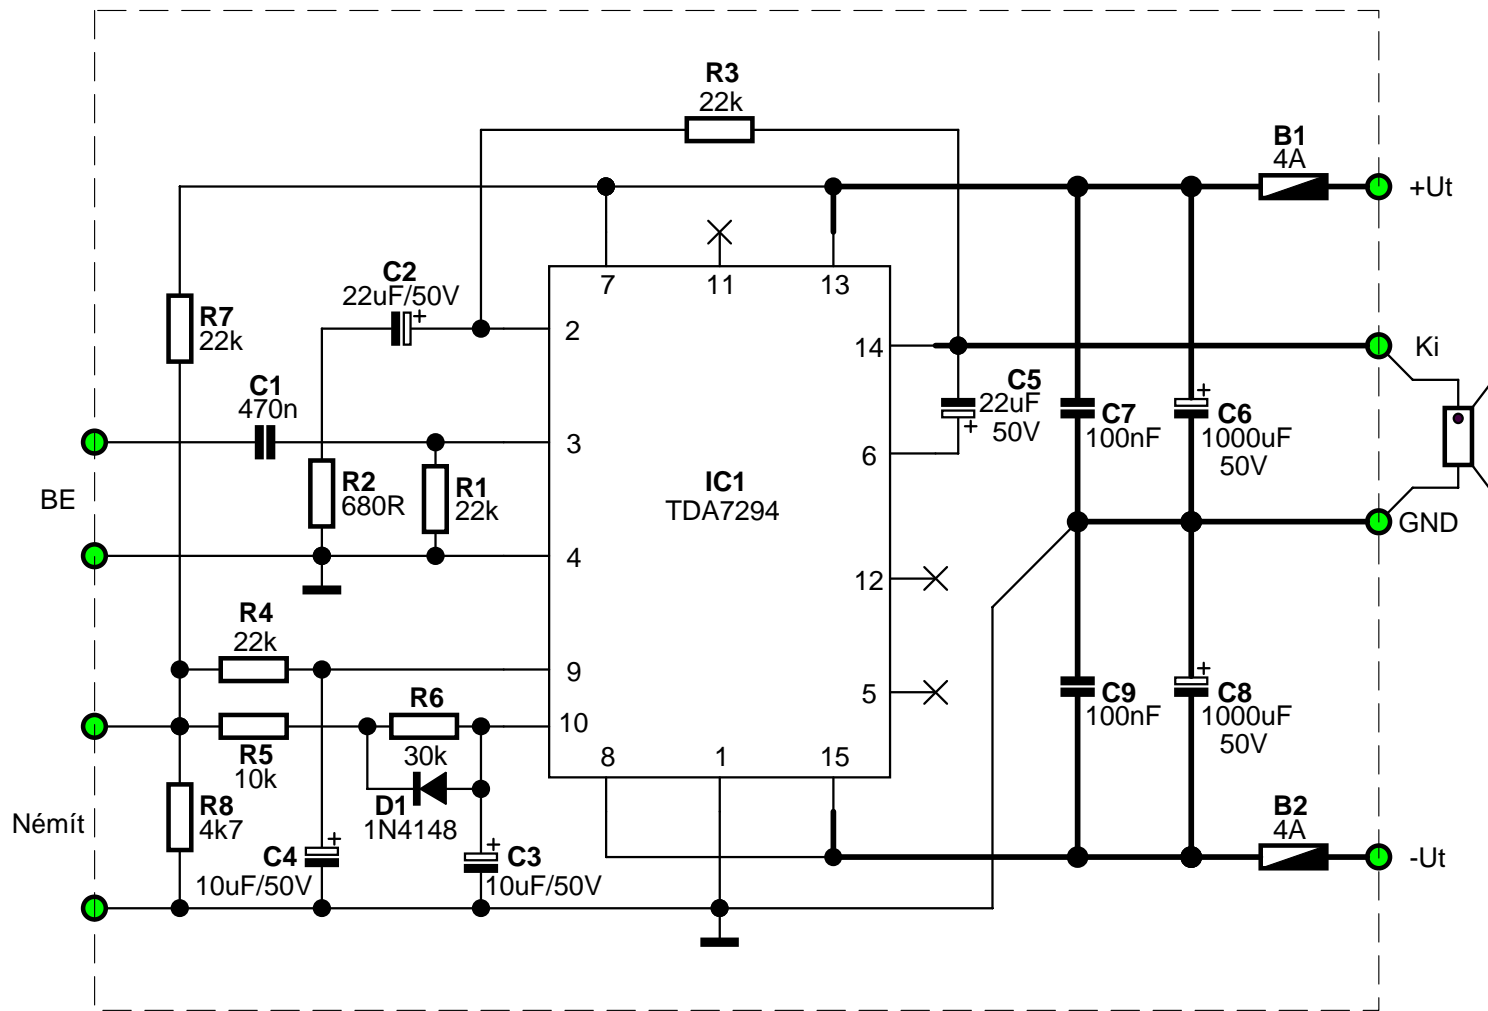 R3
22k
B1
4A
+Ut
C2
22uF/50V
7
11
13
R7
22k
2
14
Ki
C1
470n
C5
22uF
50V
C7
100nF
C6
1000uF
50V
+
+
+
3
6
BE
R2
680R
R1
22k
IC1
TDA7294
GND
4
12
R4
22k
9
5
C9
100nF
+
C8
1000uF
50V
R6
30k
10
R5
10k
8
1
15
Némít
R8
4k7
D1
1N4148
B2
4A
-Ut
C4
10uF/50V
+
+
C3
10uF/50V